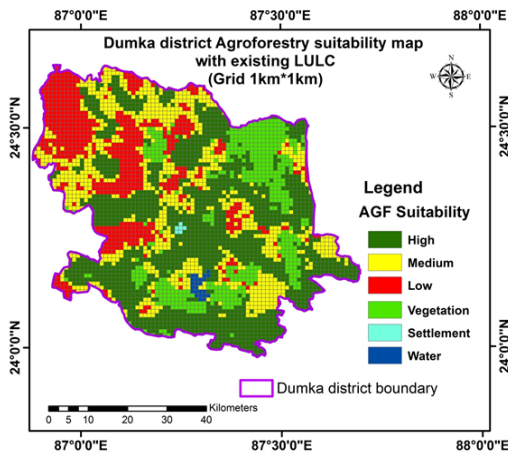 87°0'0"E
87°30'0"E
88°0'0"E
Dumka district Agroforestry suitability map
with existing LULC
(Grid 1km*1km)
N
W
E
S
24°30'0"N
24°30'0"N
Legend
AGF Suitability
High
Medium
Low
Vegetation
Settlement
Water
24°0'0"N
24°0'0"N
Dumka district boundary
Kilometers
0 5 10 20 30 40
87°0'0"E
87°30'0"E
88°0'0"E